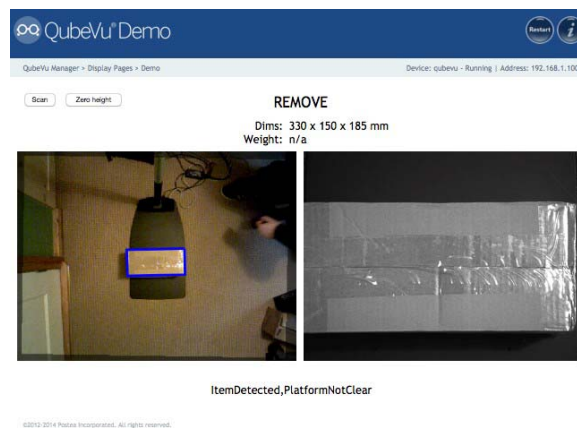 QubeVu® Demo
Restart
i
QubeVu Manager > Display Pages > Demo
Device: qubevu - Running | Address: 192.168.1.100
Scan
Zero height
REMOVE
Dims: 330 x 150 x 185 mm
Weight: n/a
ItemDetected,PlatformNotClear
©2012-2014 Postea Incorporated. All rights reserved.